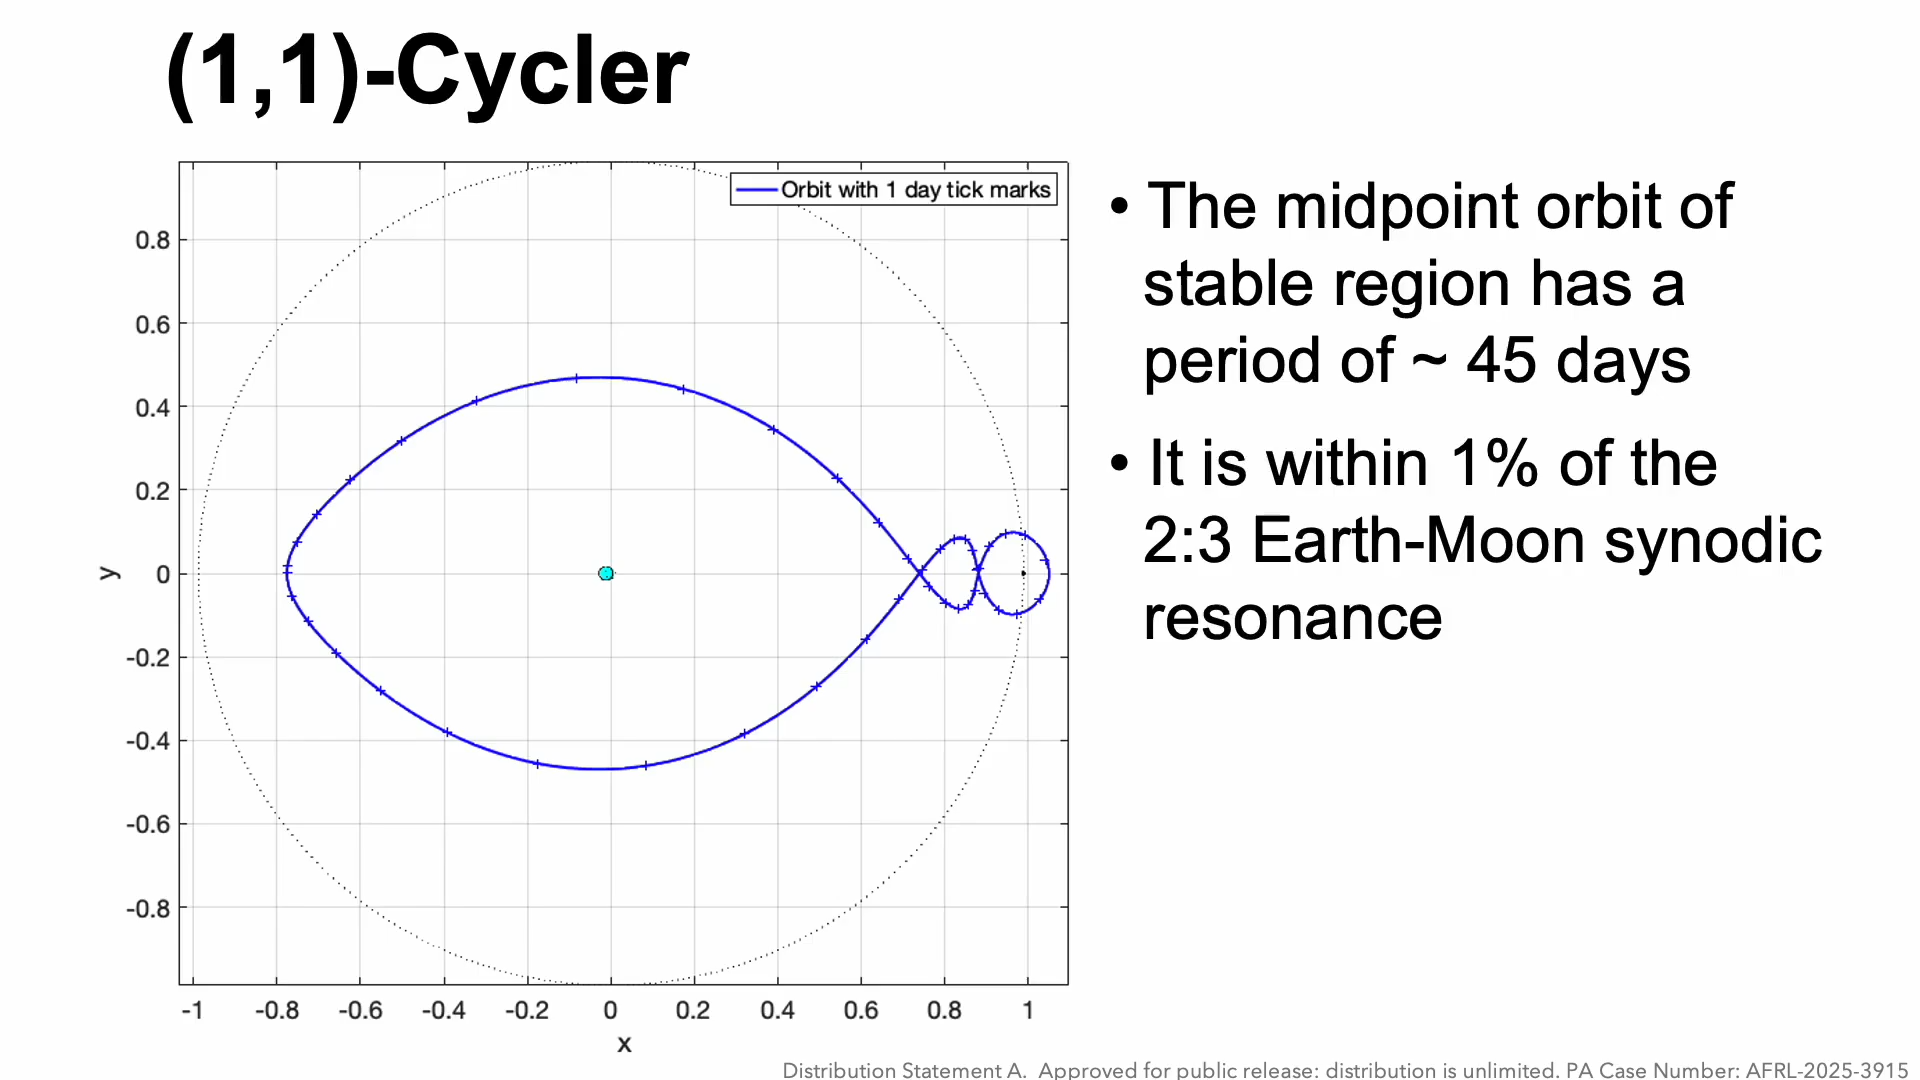 (1,1)-Cycler
Orbit with 1 day tick marks
0.8
0.6
0.4
0.2
0
-0.2
-0.4
-0.6
-0.8
y
-1 -0.8 -0.6 -0.4 -0.2 0 0.2 0.4 0.6 0.8 1
x
• The midpoint orbit of
stable region has a
period of ~ 45 days
• It is within 1% of the
2:3 Earth-Moon synodic
resonance
Distribution Statement A. Approved for public release: distribution is unlimited. PA Case Number: AFRL-2025-3915